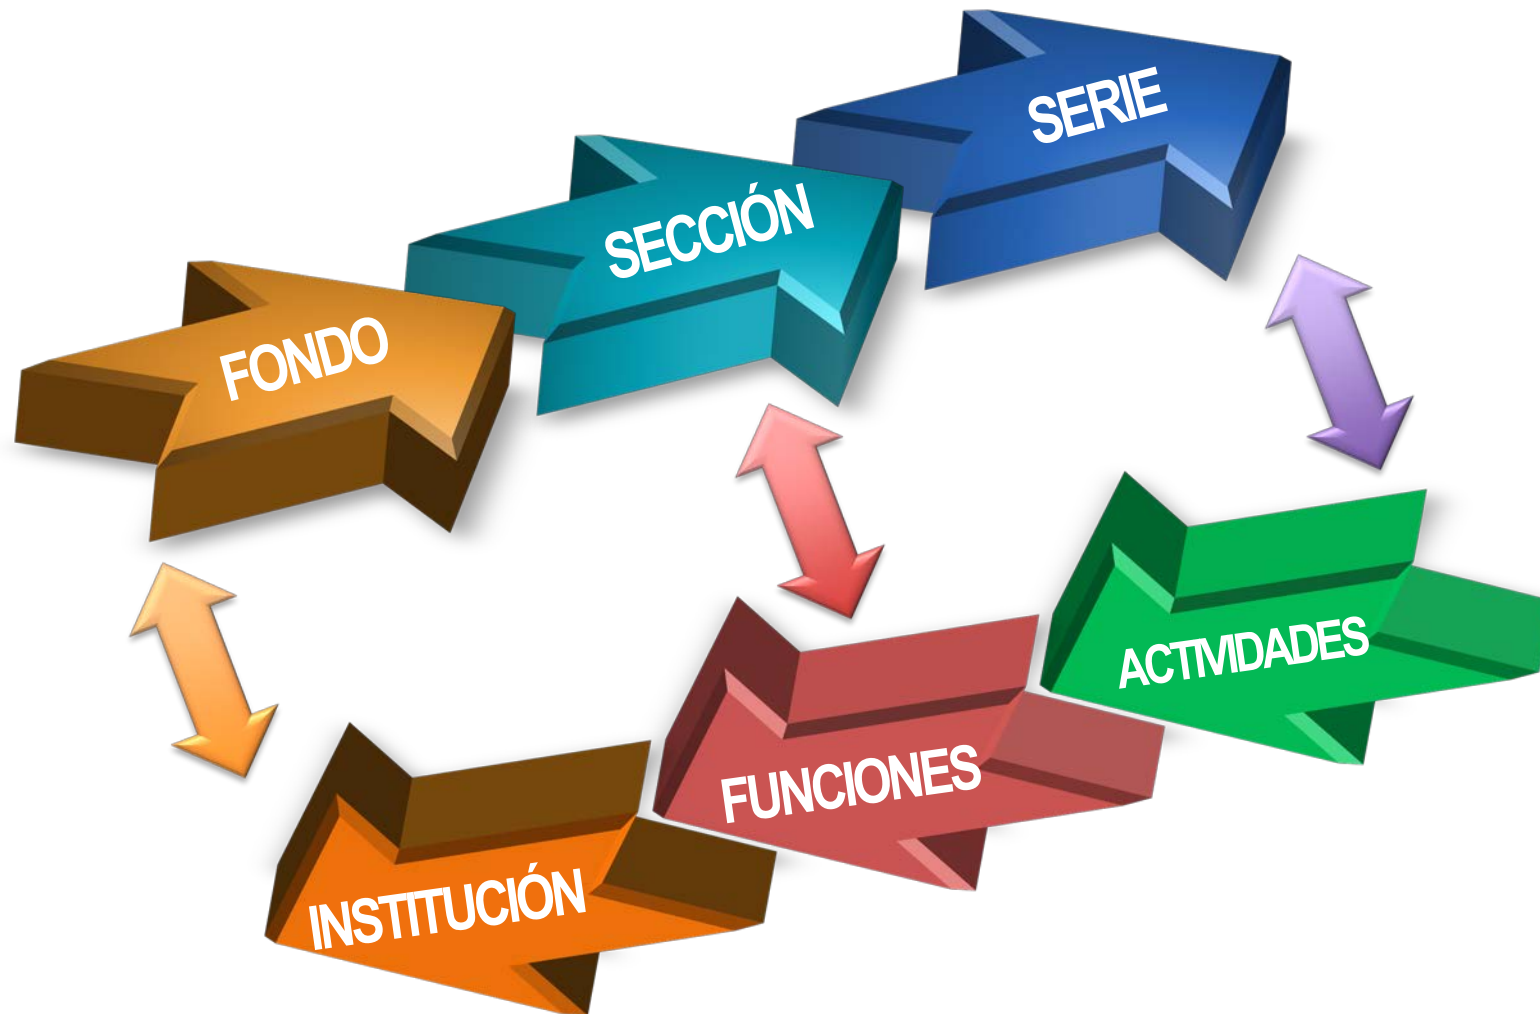 SERIE
SECCIÓN
FONDO
ACTIVIDADES
FUNCIONES
INSTITUCIÓN